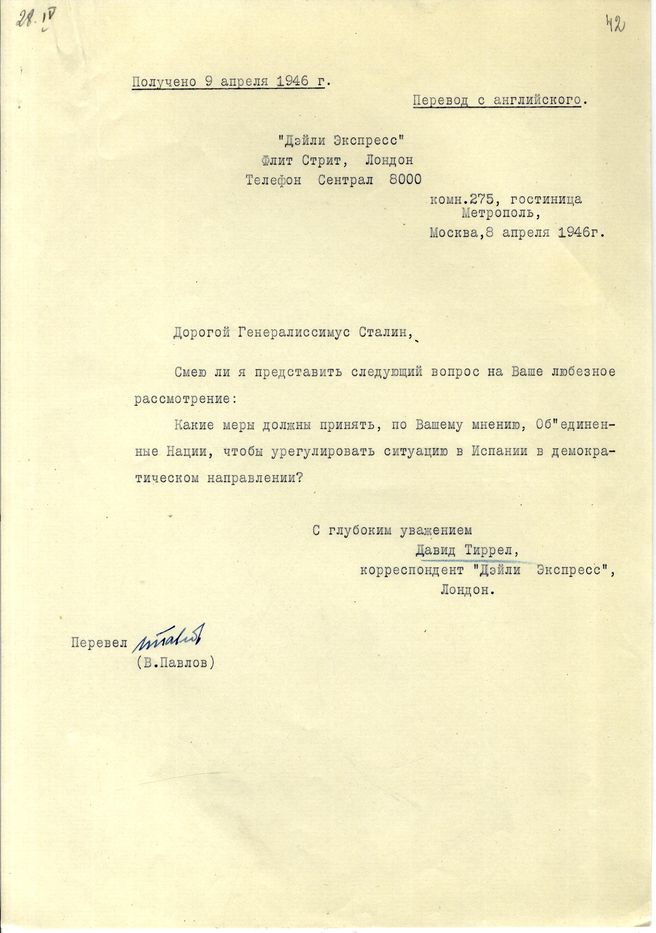 28.IV
42
Получено 9 апреля 1946 г.
Перевод с английского.
"Дэйли Экспресс"
Флит Стрит, Лондон
Телефон Сентрал 8000
комн.275, гостиница
Метрополь,
Москва,8 апреля 1946г.
Дорогой Генералиссимус Сталин,
Смею ли я представить следующий вопрос на Ваше любезное
рассмотрение:
Какие меры должны принять, по Вашему мнению, Об"единен-
ные Нации, чтобы урегулировать ситуацию в Испании в демокра-
тическом направлении?
С глубоким уважением
Давид Тиррел,
корреспондент "Дэйли Экспресс",
Лондон.
Перевел
(В.Павлов)